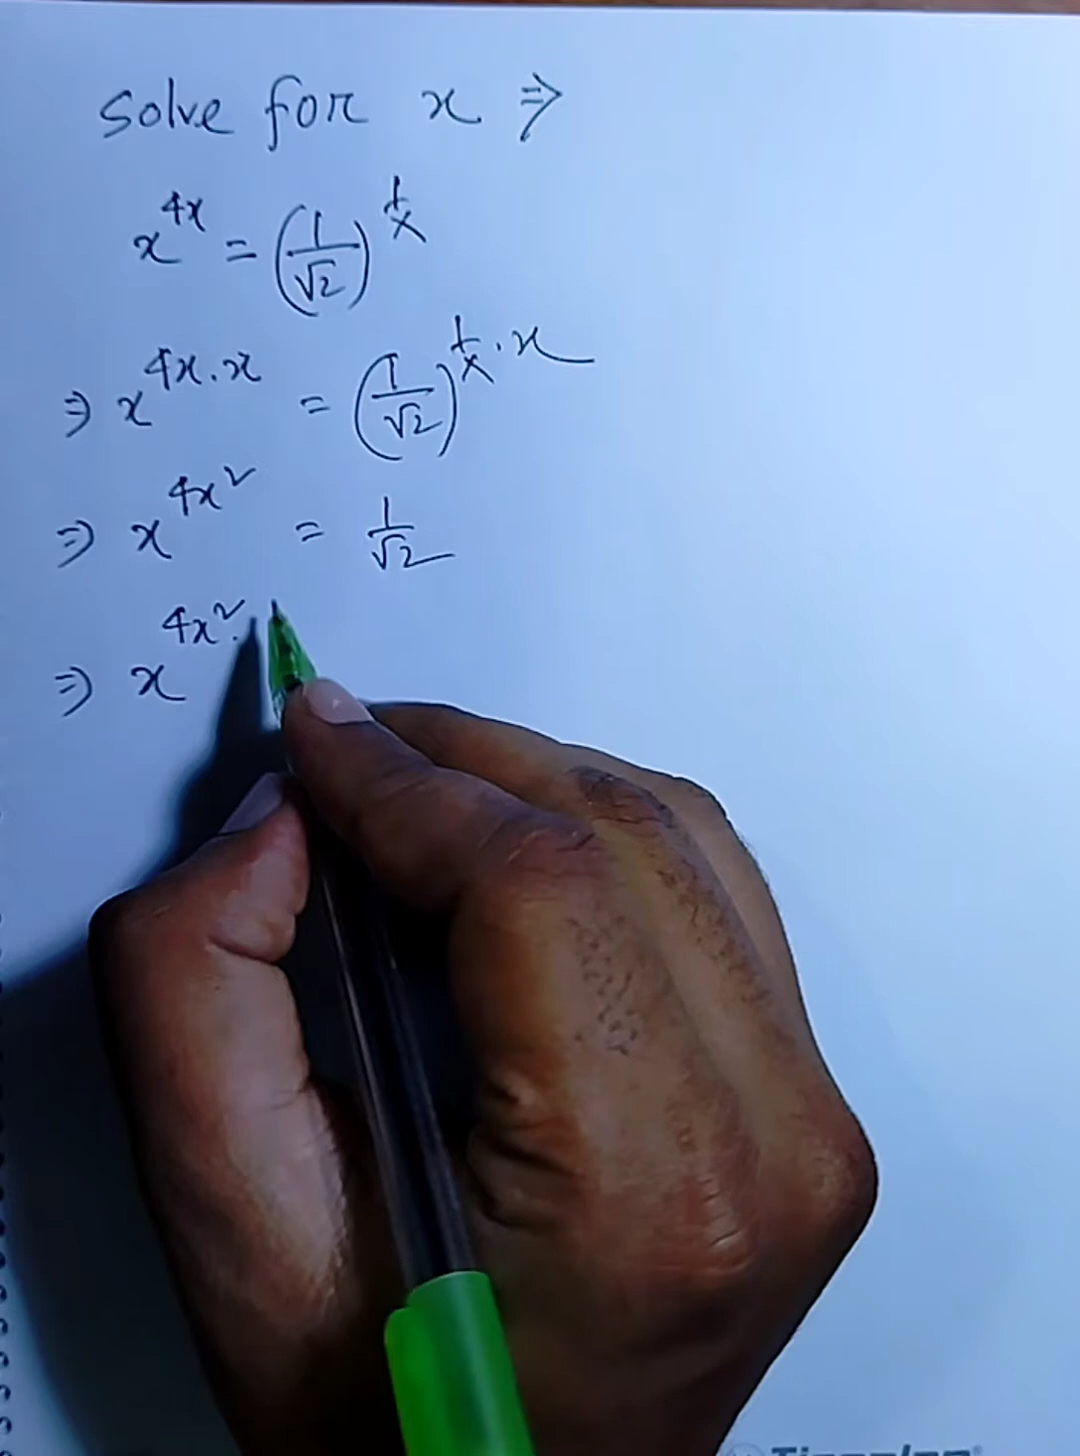 solve for x ⇒
x^{4x} = (1/√2)^{1/x}
⇒ x^{4x·x} = (1/√2)^{1/x·x}
⇒ x^{4x²} = 1/√2
⇒ x^{4x²·}